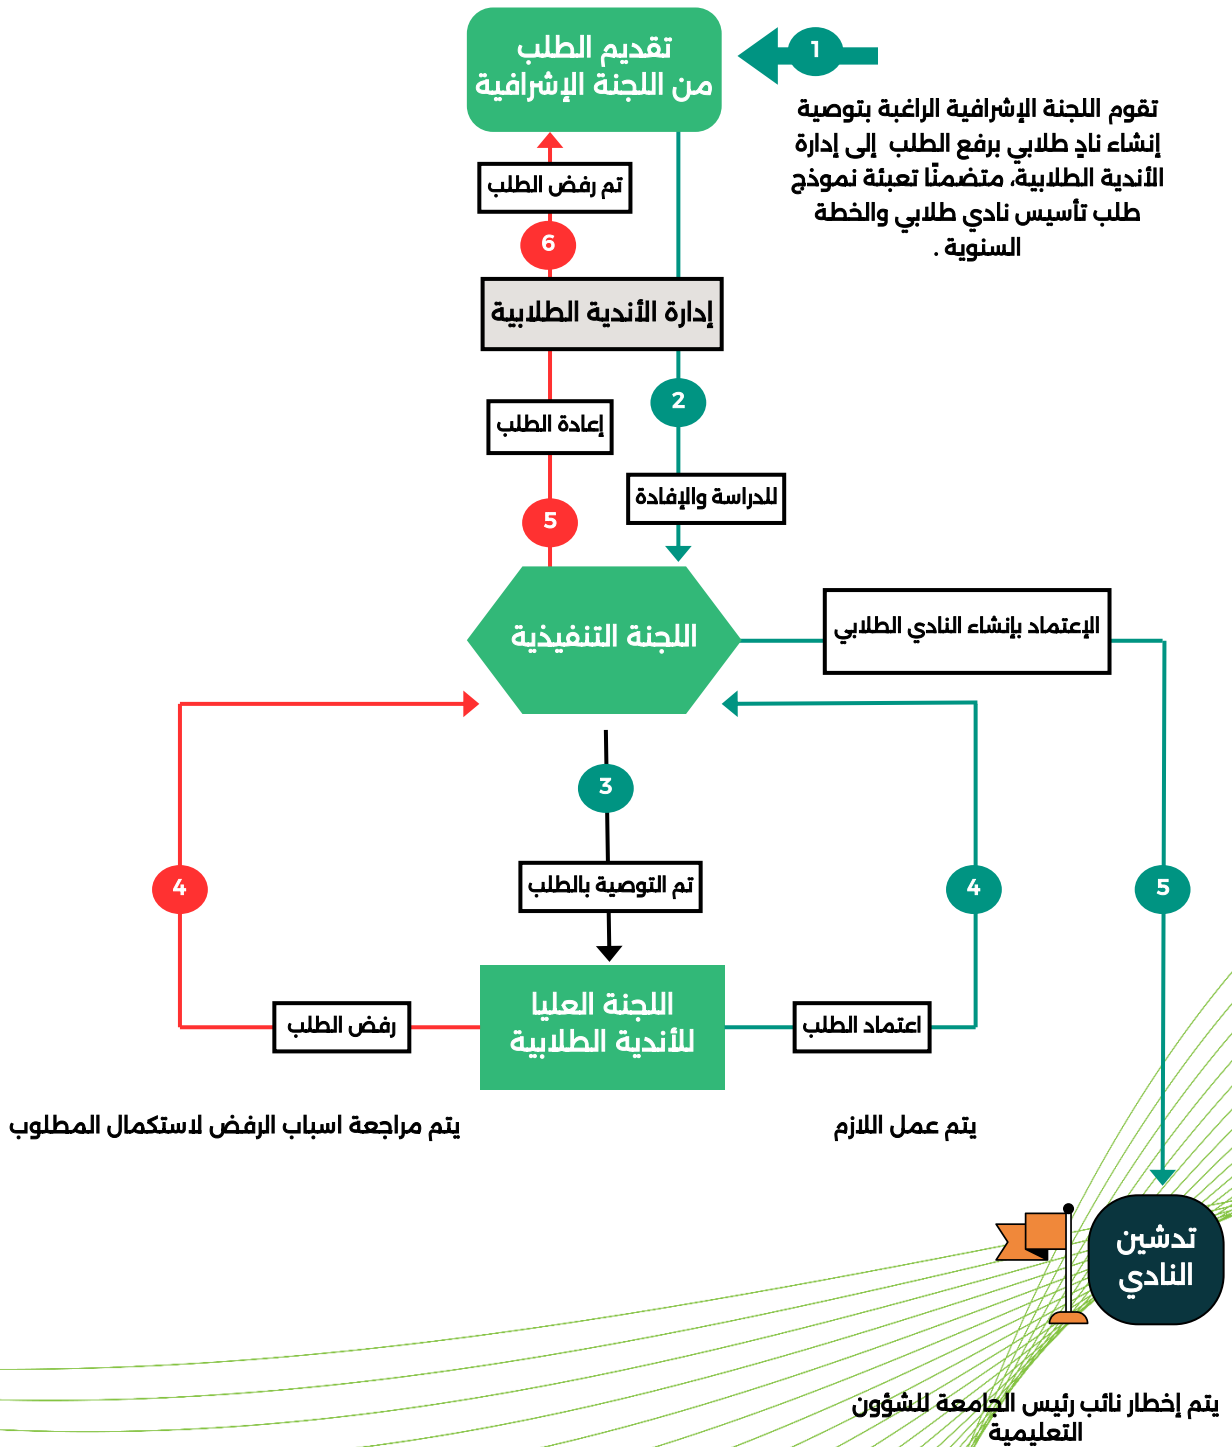 تقديم الطلب
من اللجنة الإشرافية
1
تقوم اللجنة الإشرافية الراغبة بتوصية
إنشاء نادٍ طلابي برفع الطلب إلى إدارة
الأندية الطلابية، متضمنًا تعبئة نموذج
طلب تأسيس نادي طلابي والخطة
السنوية .
تم رفض الطلب
6
إدارة الأندية الطلابية
2
إعادة الطلب
للدراسة والإفادة
5
اللجنة التنفيذية
الإعتماد بإنشاء النادي الطلابي
3
4
4
5
تم التوصية بالطلب
اللجنة العليا
للأندية الطلابية
اعتماد الطلب
رفض الطلب
يتم عمل اللازم
يتم مراجعة اسباب الرفض لاستكمال المطلوب
تدشين
النادي
يتم إخطار نائب رئيس الجامعة للشؤون
التعليمية